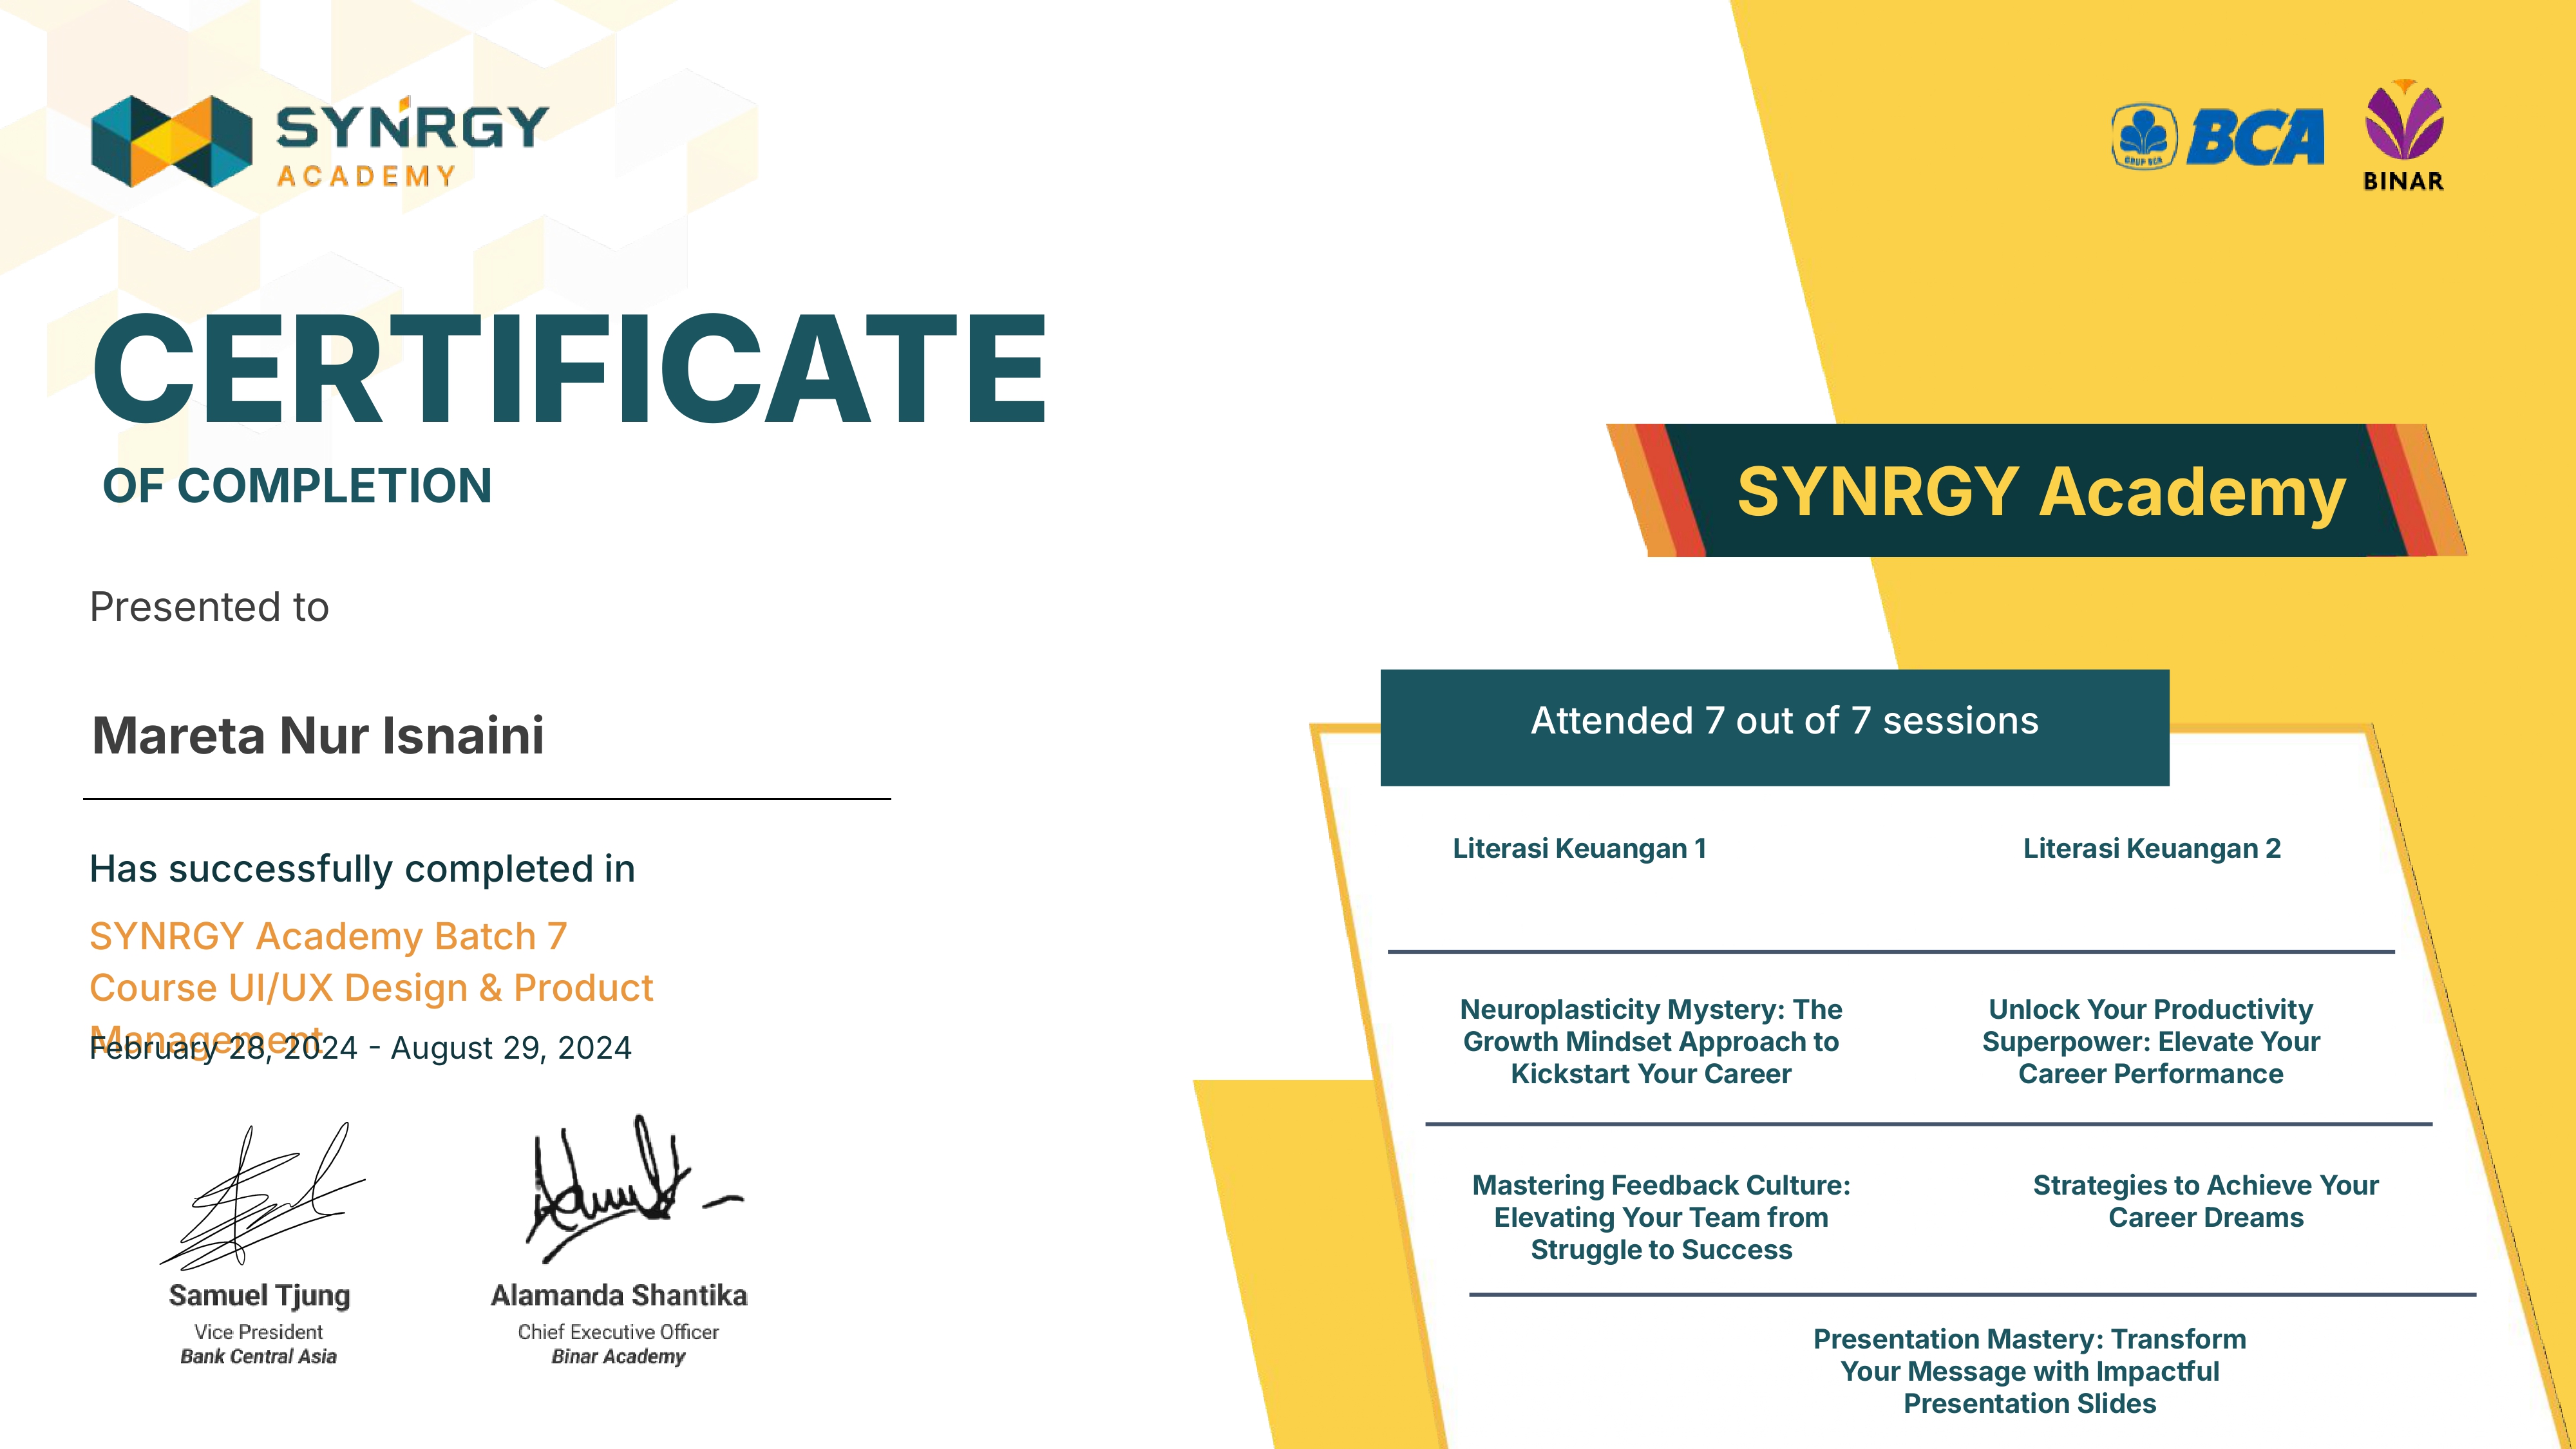 SYNRGY
ACADEMY
GRUP BCA
BCA
BINAR
CERTIFICATE
OF COMPLETION
SYNRGY Academy
Presented to
Mareta Nur Isnaini
Has successfully completed in
SYNRGY Academy Batch 7
Course UI/UX Design & Product
Management
February 28, 2024 - August 29, 2024
Samuel Tjung
Vice President
Bank Central Asia
Alamanda Shantika
Chief Executive Officer
Binar Academy
Attended 7 out of 7 sessions
Literasi Keuangan 1
Literasi Keuangan 2
Neuroplasticity Mystery: The
Growth Mindset Approach to
Kickstart Your Career
Unlock Your Productivity
Superpower: Elevate Your
Career Performance
Mastering Feedback Culture:
Elevating Your Team from
Struggle to Success
Strategies to Achieve Your
Career Dreams
Presentation Mastery: Transform
Your Message with Impactful
Presentation Slides